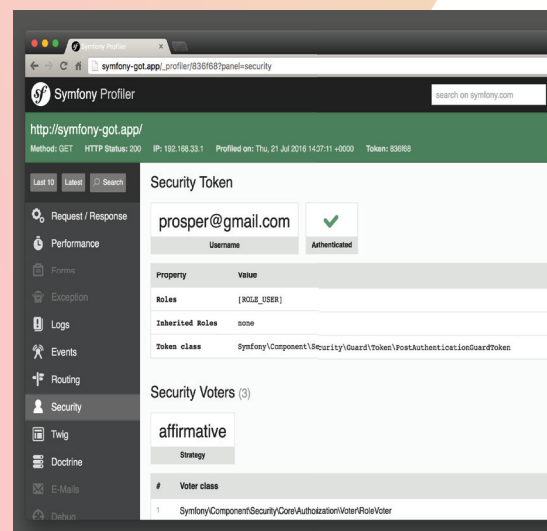 Symfony Profiler
symfony-got.app/_profiler/836f68?panel=security
Symfony Profiler
search on symfony.com
http://symfony-got.app/
Method: GET HTTP Status: 200 IP: 192.168.33.1 Profiled on: Thu, 21 Jul 2016 14:37:11 +0000 Token: 836f68
Last 10 Latest Search
Request / Response
Performance
Forms
Exception
Logs
Events
Routing
Security
Twig
Doctrine
E-Mails
Debug
Security Token
prosper@gmail.com
Username
Authenticated
Property Value
Roles [ROLE_USER]
Inherited Roles none
Token class Symfony\Component\Security\Guard\Token\PostAuthenticationGuardToken
Security Voters (3)
affirmative
Strategy
# Voter class
1 Symfony\Component\Security\Core\Authorization\Voter\RoleVoter